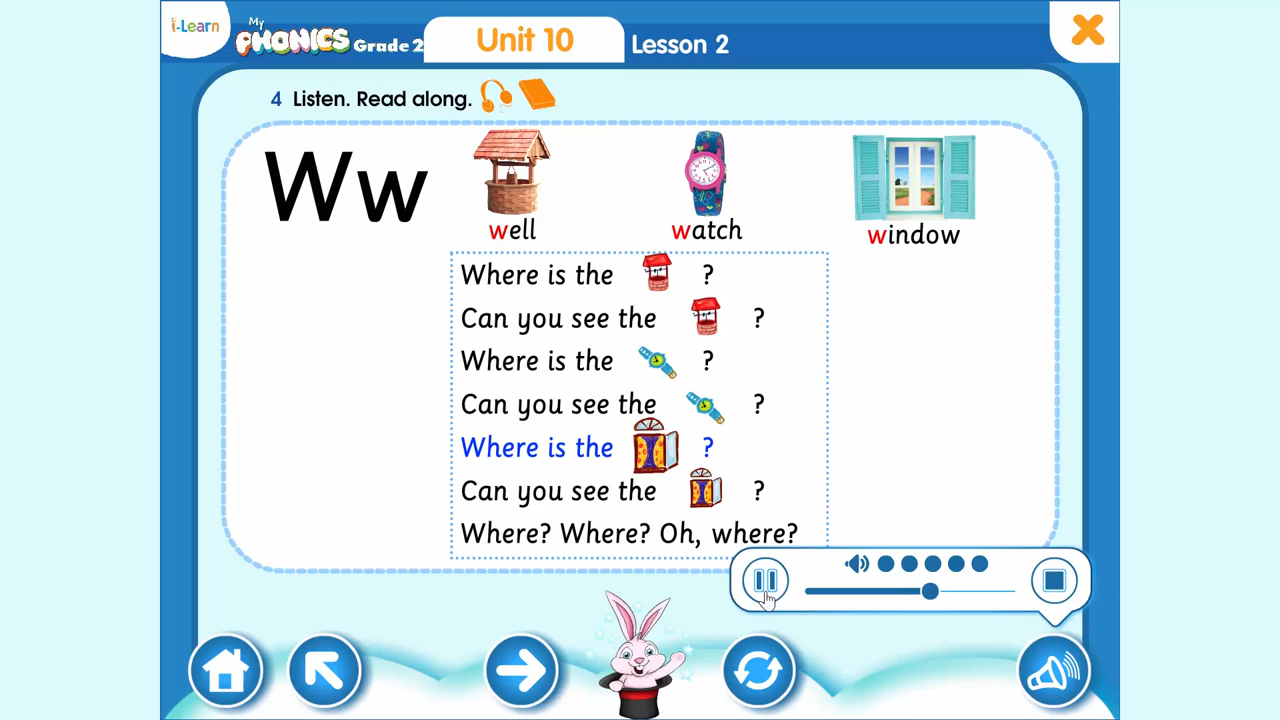 i-Learn
My
PHONICS Grade 2
Unit 10
Lesson 2
4 Listen. Read along.
Ww
well
watch
window
Where is the ?
Can you see the ?
Where is the ?
Can you see the ?
Where is the ?
Can you see the ?
Where? Where? Oh, where?